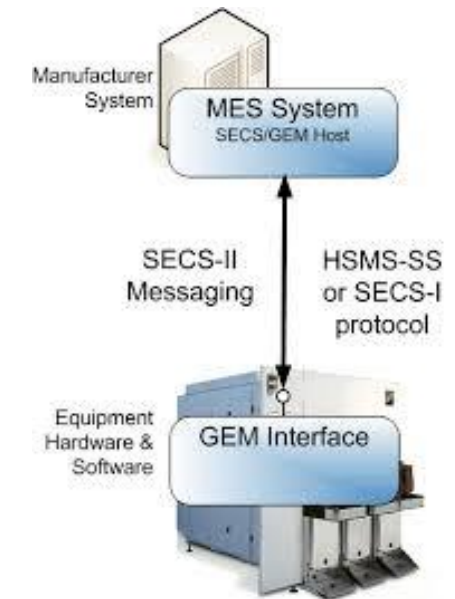 Manufacturer
System
MES System
SECS/GEM Host
SECS-II
Messaging
HSMS-SS
or SECS-I
protocol
Equipment
Hardware &
Software
GEM Interface